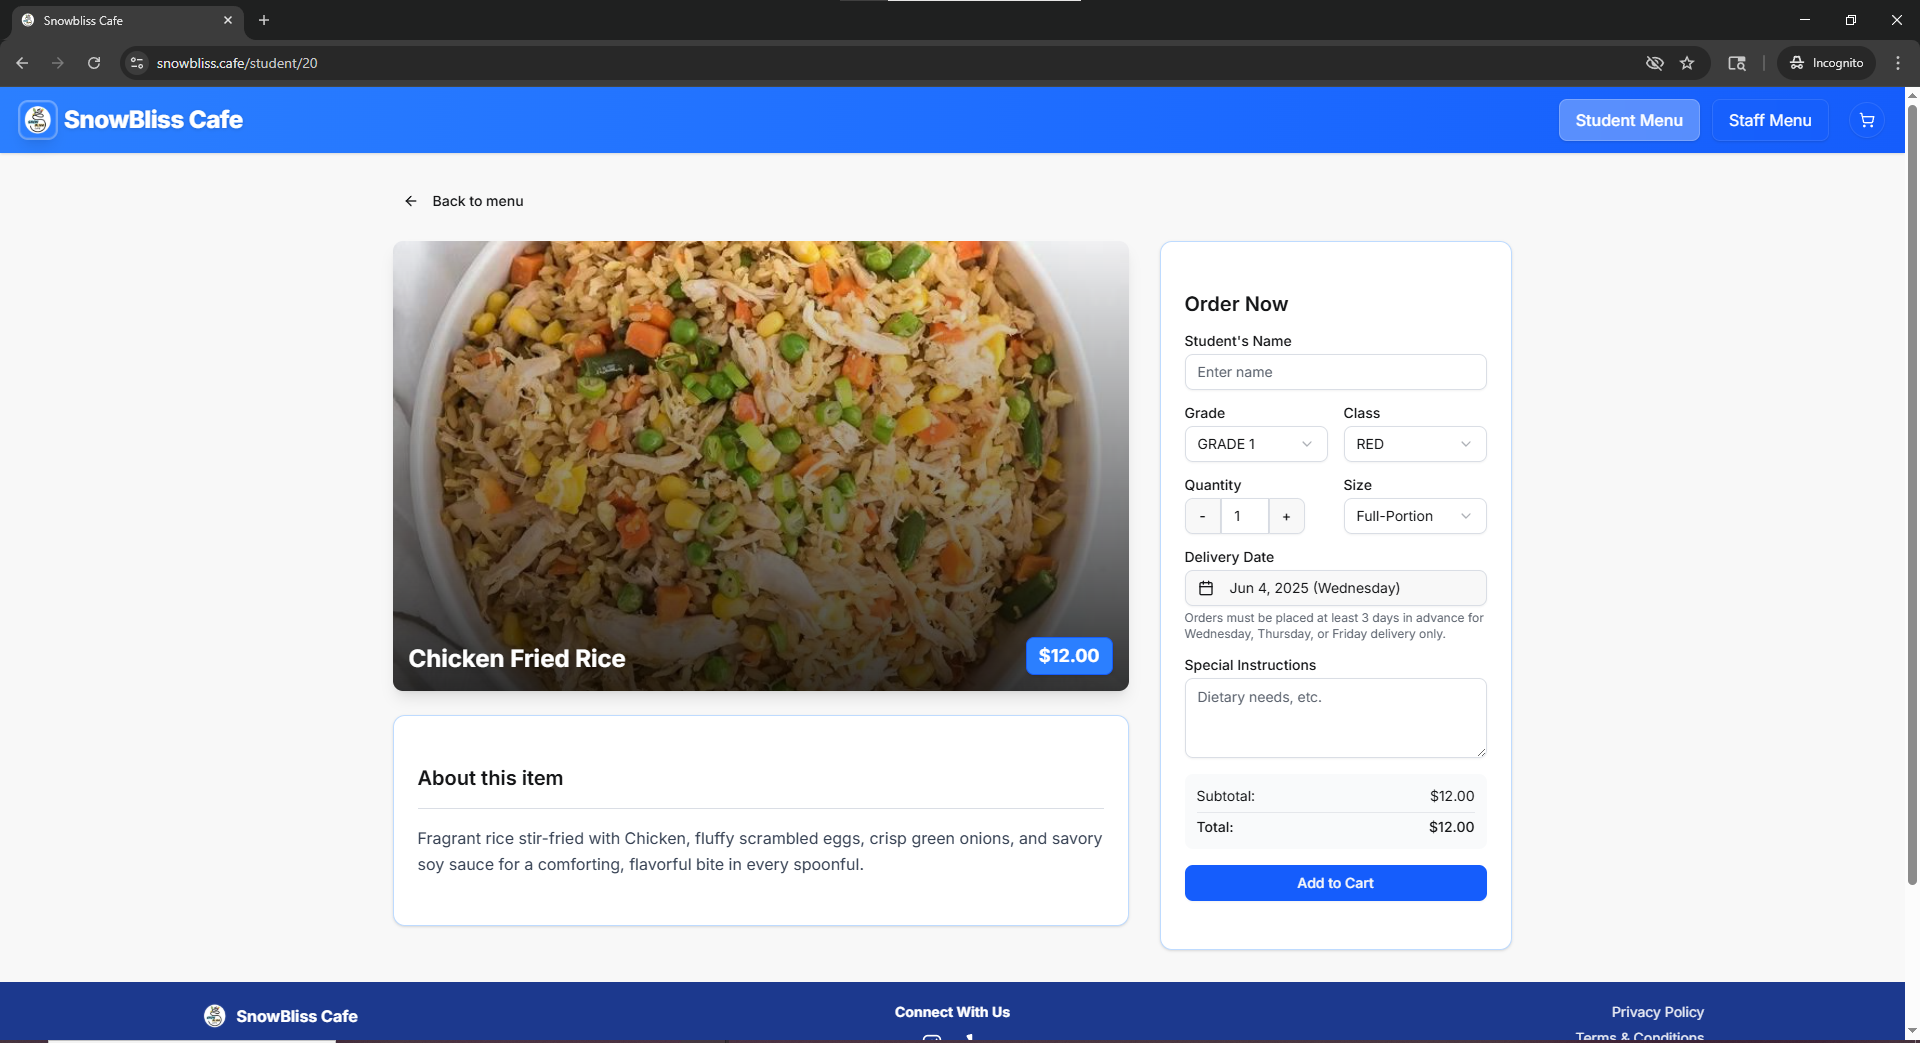 Snowbliss Cafe
snowbliss.cafe/student/20
Incognito
SnowBliss Cafe
Student Menu
Staff Menu
Back to menu
Chicken Fried Rice
$12.00
About this item
Fragrant rice stir-fried with Chicken, fluffy scrambled eggs, crisp green onions, and savory
soy sauce for a comforting, flavorful bite in every spoonful.
Order Now
Student's Name
Enter name
Grade
Class
GRADE 1
RED
Quantity
Size
- 1 +
Full-Portion
Delivery Date
Jun 4, 2025 (Wednesday)
Orders must be placed at least 3 days in advance for
Wednesday, Thursday, or Friday delivery only.
Special Instructions
Dietary needs, etc.
Subtotal: $12.00
Total: $12.00
Add to Cart
SnowBliss Cafe
Connect With Us
Privacy Policy
Terms & Conditions